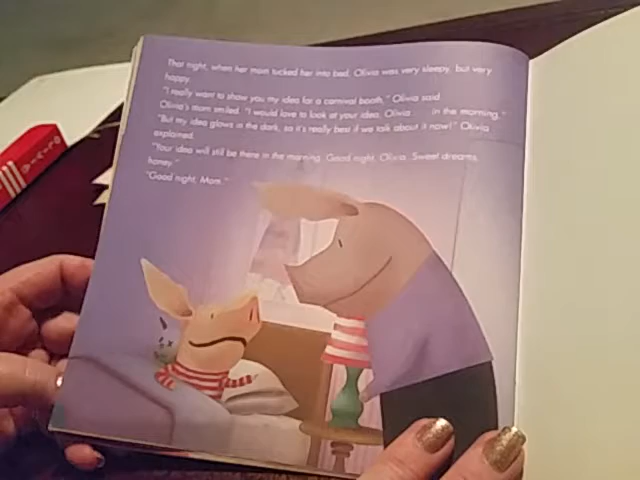 That night, when her mom tucked her into bed, Olivia was very sleepy, but very
happy.
"I really want to show you my idea for a carnival booth," Olivia said.
Olivia's mom smiled. "I would love to look at your idea, Olivia . . . in the morning."
"But my idea glows in the dark, so it's really best if we talk about it now!" Olivia
explained.
"Your idea will still be there in the morning. Good night, Olivia. Sweet dreams,
honey."
"Good night, Mom."